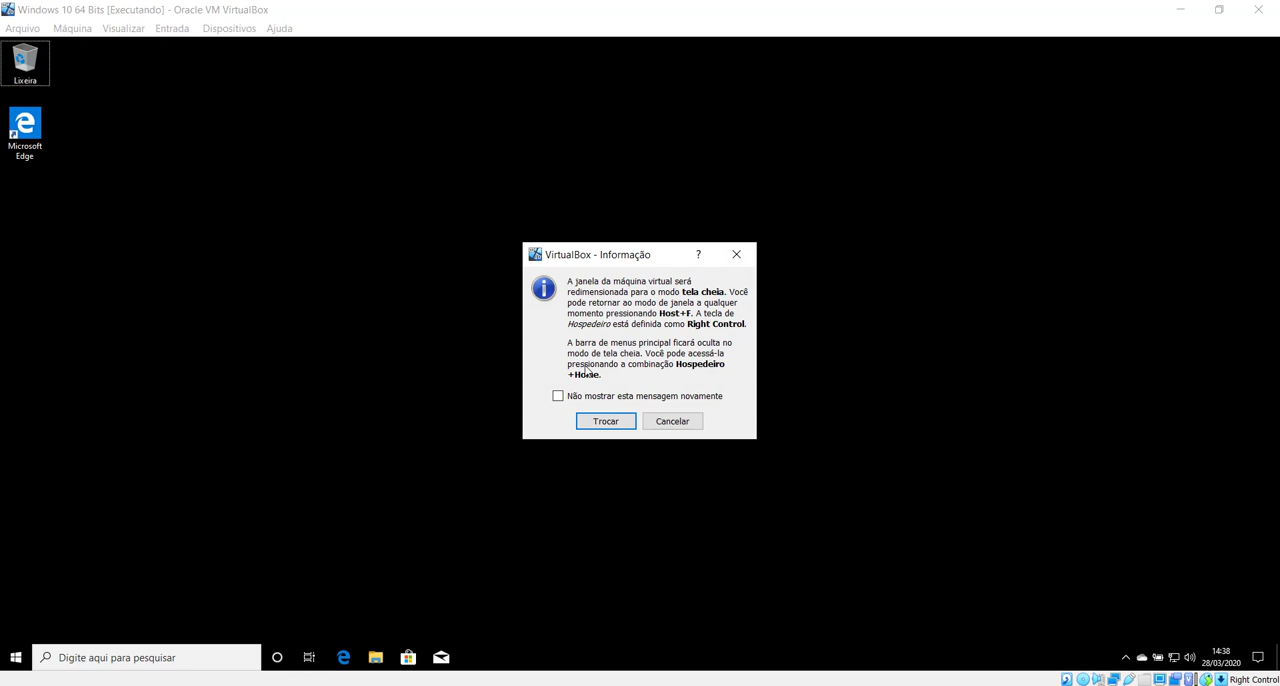 Windows 10 64 Bits [Executando] - Oracle VM VirtualBox
Arquivo Máquina Visualizar Entrada Dispositivos Ajuda
Lixeira
Microsoft
Edge
VirtualBox - Informação
A janela da máquina virtual será
redimensionada para o modo tela cheia. Você
pode retornar ao modo de janela a qualquer
momento pressionando Host+F. A tecla de
Hospedeiro está definida como Right Control.
A barra de menus principal ficará oculta no
modo de tela cheia. Você pode acessá-la
pressionando a combinação Hospedeiro
+Home.
Não mostrar esta mensagem novamente
Trocar Cancelar
Digite aqui para pesquisar
14:38
28/03/2020
Right Control